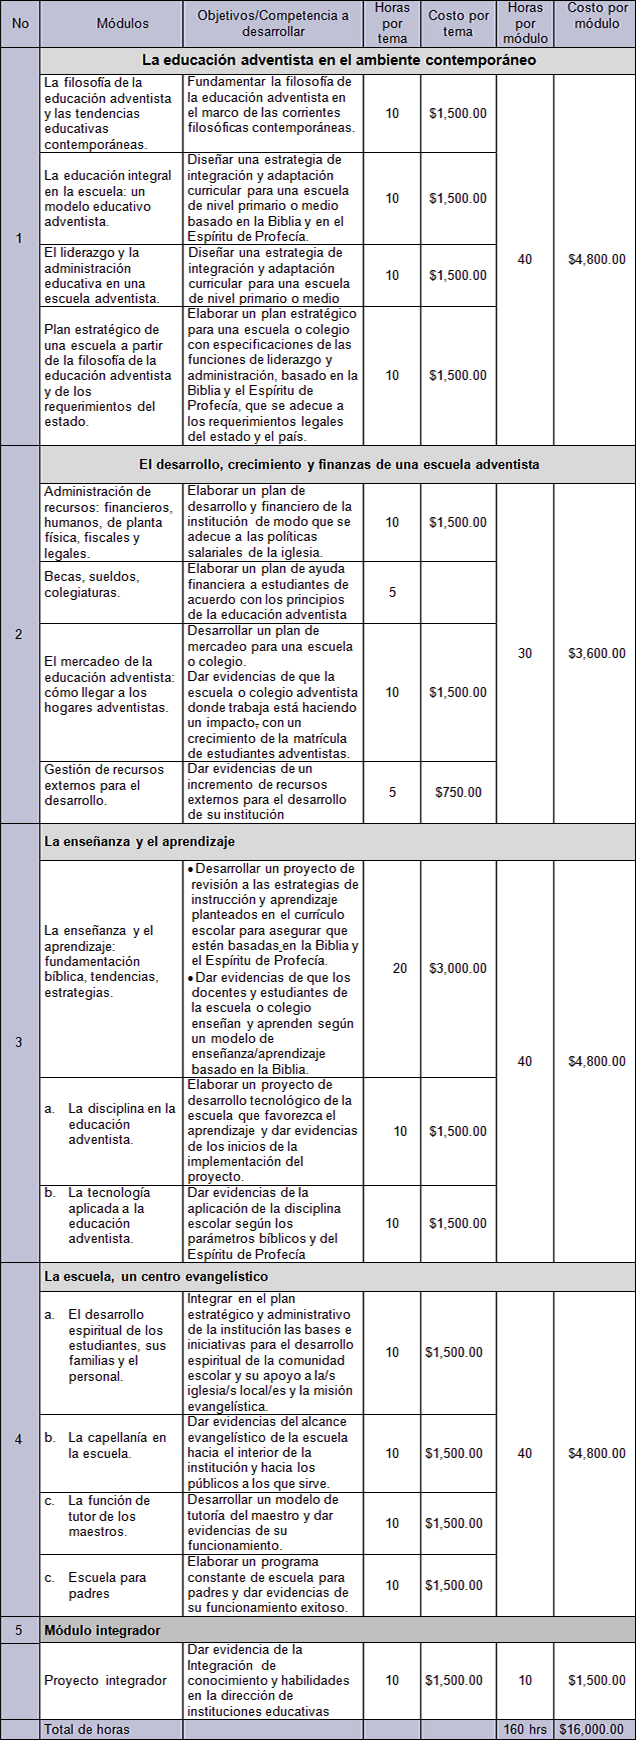 No
Módulos
Objetivos/Competencia a
desarrollar
Horas
por
tema
Costo por
tema
Horas
por
módulo
Costo por
módulo
1
La educación adventista en el ambiente contemporáneo
La filosofía de la
educación adventista
y las tendencias
educativas
contemporáneas.
Fundamentar la filosofía de
la educación adventista en
el marco de las corrientes
filosóficas contemporáneas.
10
$1,500.00
40
$4,800.00
La educación integral
en la escuela: un
modelo educativo
adventista.
Diseñar una estrategia de
integración y adaptación
curricular para una escuela
de nivel primario o medio
basado en la Biblia y en el
Espíritu de Profecía.
10
$1,500.00
El liderazgo y la
administración
educativa en una
escuela adventista.
Diseñar una estrategia de
integración y adaptación
curricular para una escuela
de nivel primario o medio
10
$1,500.00
Plan estratégico de
una escuela a partir
de la filosofía de la
educación adventista
y de los
requerimientos del
estado.
Elaborar un plan estratégico
para una escuela o colegio
con especificaciones de las
funciones de liderazgo y
administración, basado en la
Biblia y el Espíritu de
Profecía, que se adecue a
los requerimientos legales
del estado y el país.
10
$1,500.00
2
El desarrollo, crecimiento y finanzas de una escuela adventista
Administración de
recursos: financieros,
humanos, de planta
física, fiscales y
legales.
Elaborar un plan de
desarrollo y financiero de la
institución de modo que se
adecue a las políticas
salariales de la iglesia.
10
$1,500.00
30
$3,600.00
Becas, sueldos,
colegiaturas.
Elaborar un plan de ayuda
financiera a estudiantes de
acuerdo con los principios
de la educación adventista
5
El mercadeo de la
educación adventista:
cómo llegar a los
hogares adventistas.
Desarrollar un plan de
mercadeo para una escuela
o colegio.
Dar evidencias de que la
escuela o colegio adventista
donde trabaja está haciendo
un impacto, con un
crecimiento de la matrícula
de estudiantes adventistas.
10
$1,500.00
Gestión de recursos
externos para el
desarrollo.
Dar evidencias de un
incremento de recursos
externos para el desarrollo
de su institución
5
$750.00
3
La enseñanza y el aprendizaje
La enseñanza y el
aprendizaje:
fundamentación
bíblica, tendencias,
estrategias.
• Desarrollar un proyecto de
revisión a las estrategias de
instrucción y aprendizaje
planteados en el currículo
escolar para asegurar que
estén basadas en la Biblia y
el Espíritu de Profecía.
• Dar evidencias de que los
docentes y estudiantes de
la escuela o colegio
enseñan y aprenden según
un modelo de
enseñanza/aprendizaje
basado en la Biblia.
20
$3,000.00
40
$4,800.00
a. La disciplina en la
educación
adventista.
Elaborar un proyecto de
desarrollo tecnológico de la
escuela que favorezca el
aprendizaje y dar evidencias
de los inicios de la
implementación del
proyecto.
10
$1,500.00
b. La tecnología
aplicada a la
educación
adventista.
Dar evidencias de la
aplicación de la disciplina
escolar según los
parámetros bíblicos y del
Espíritu de Profecía
10
$1,500.00
4
La escuela, un centro evangelístico
a. El desarrollo
espiritual de los
estudiantes, sus
familias y el
personal.
Integrar en el plan
estratégico y administrativo
de la institución las bases e
iniciativas para el desarrollo
espiritual de la comunidad
escolar y su apoyo a la/s
iglesia/s local/es y la misión
evangelística.
10
$1,500.00
40
$4,800.00
b. La capellanía en
la escuela.
Dar evidencias del alcance
evangelístico de la escuela
hacia el interior de la
institución y hacia los
públicos a los que sirve.
10
$1,500.00
c. La función de
tutor de los
maestros.
Desarrollar un modelo de
tutoría del maestro y dar
evidencias de su
funcionamiento.
10
$1,500.00
c. Escuela para
padres
Elaborar un programa
constante de escuela para
padres y dar evidencias de
su funcionamiento exitoso.
10
$1,500.00
5
Módulo integrador
Proyecto integrador
Dar evidencia de la
Integración de
conocimiento y habilidades
en la dirección de
instituciones educativas
10
$1,500.00
10
$1,500.00
Total de horas
160 hrs
$16,000.00